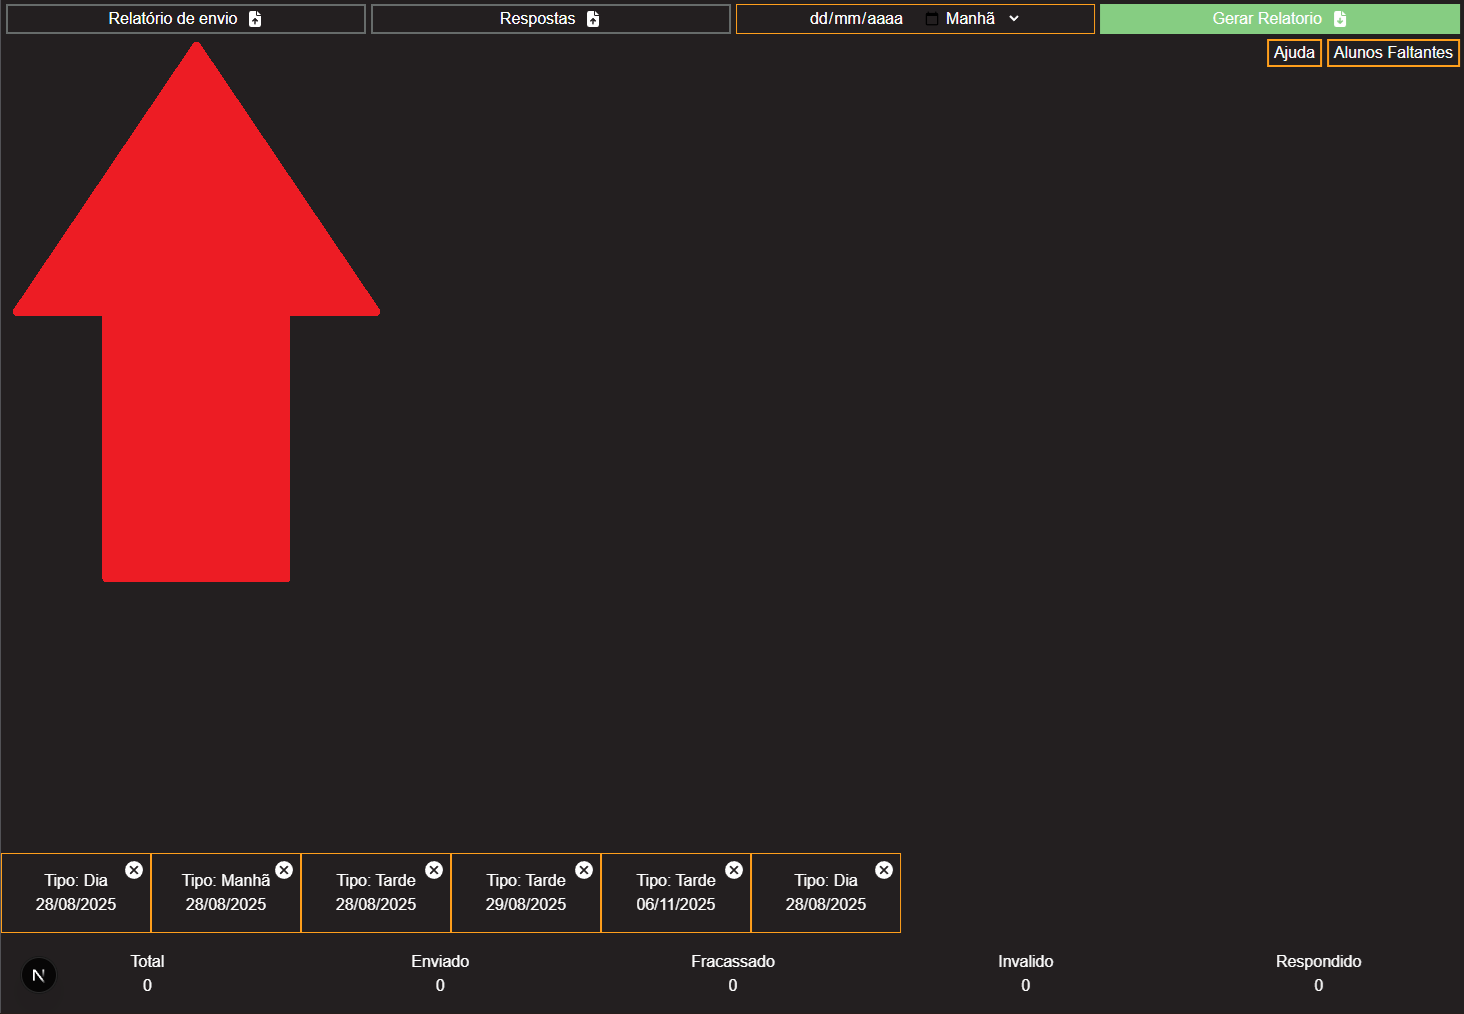 Relatório de envio
Respostas
dd/mm/aaaa
Manhã
Gerar Relatorio
Ajuda
Alunos Faltantes
Tipo: Dia
28/08/2025
Tipo: Manhã
28/08/2025
Tipo: Tarde
28/08/2025
Tipo: Tarde
29/08/2025
Tipo: Tarde
06/11/2025
Tipo: Dia
28/08/2025
N
Total
0
Enviado
0
Fracassado
0
Invalido
0
Respondido
0